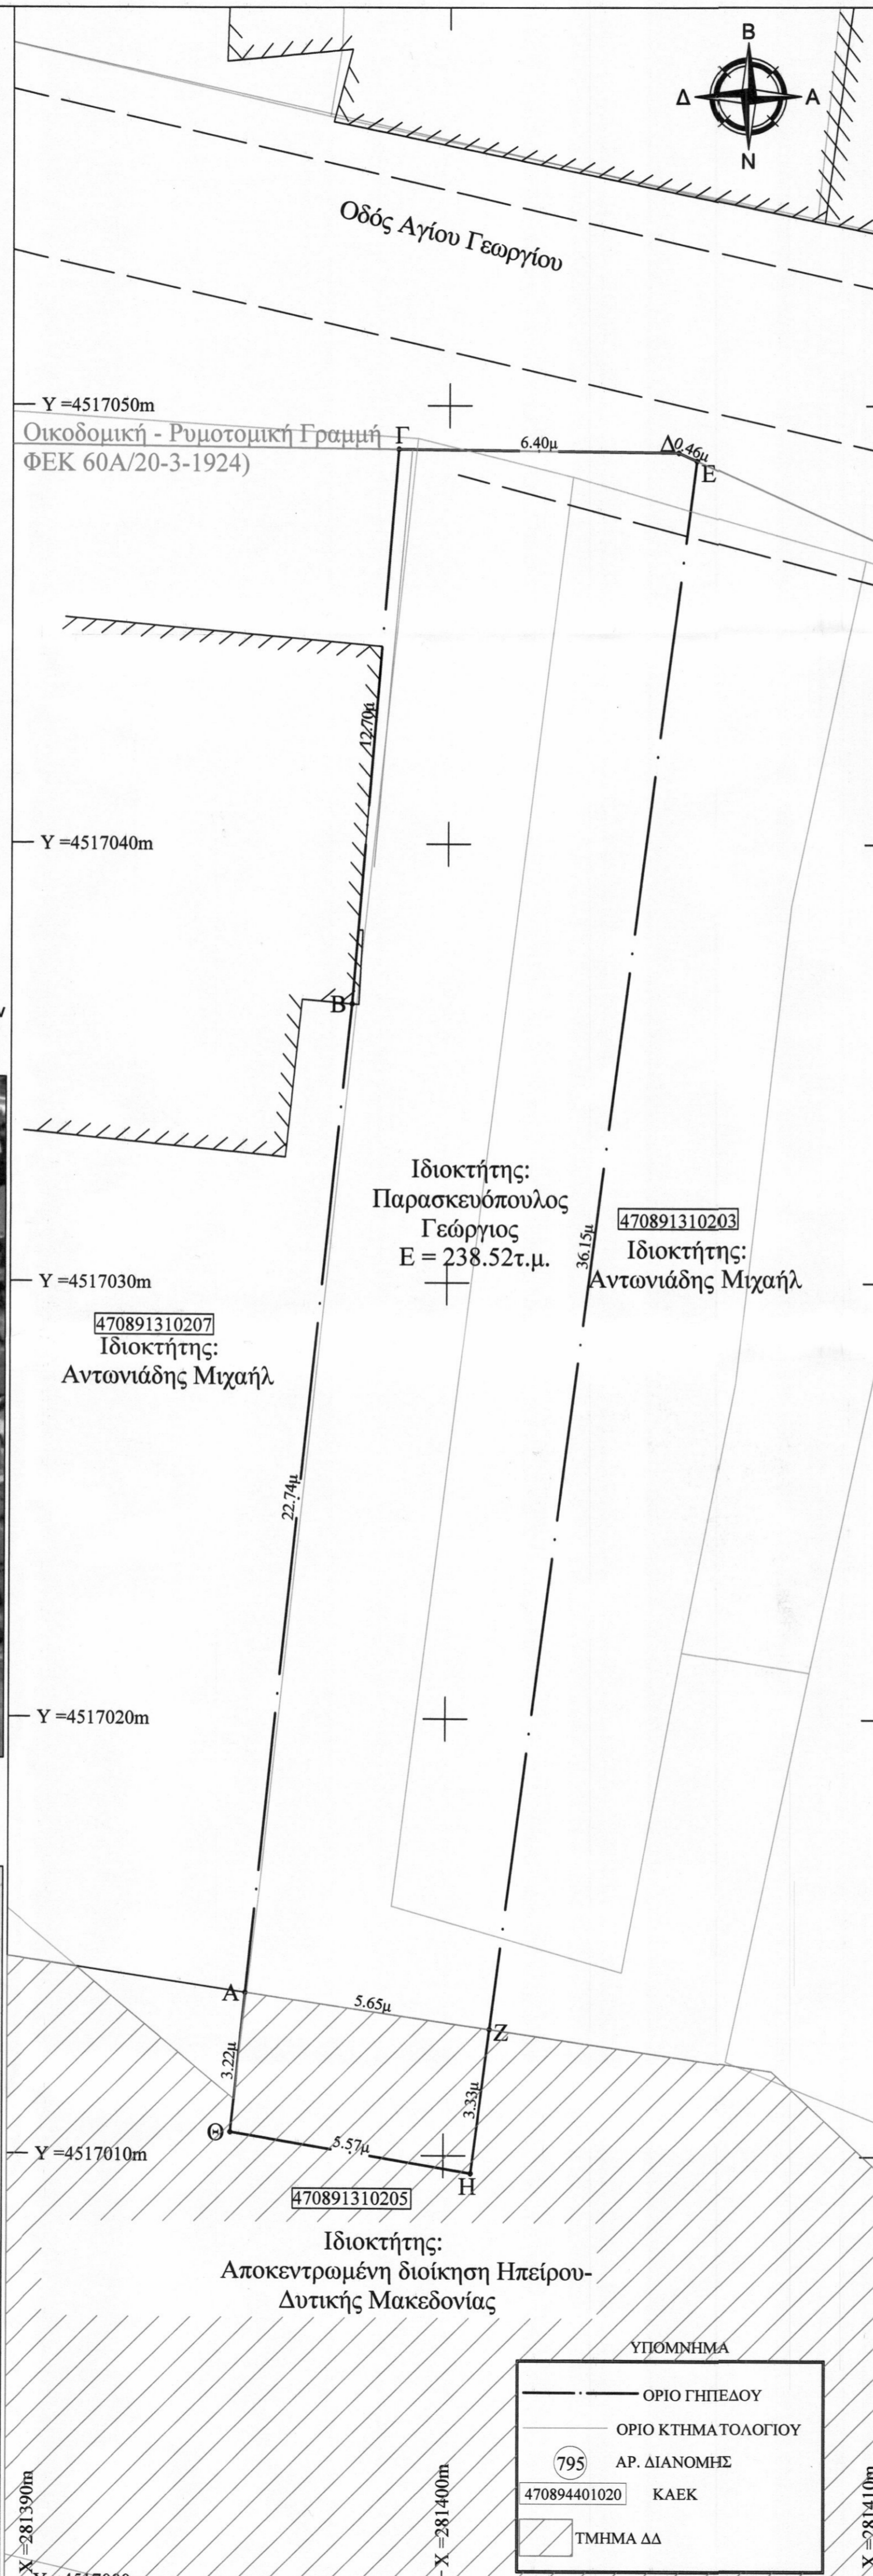 Β
Δ
Α
Ν
Οδός Αγίου Γεωργίου
Y =4517050m
Οικοδομική - Ρυμοτομική Γραμμή
ΦΕΚ 60Α/20-3-1924)
Γ
6.40μ
Δ
0.46μ
Ε
12.70μ
Y =4517040m
Β
Ιδιοκτήτης:
Παρασκευόπουλος
Γεώργιος
Ε = 238.52τ.μ.
36.15μ
470891310203
Ιδιοκτήτης:
Αντωνιάδης Μιχαήλ
Y =4517030m
470891310207
Ιδιοκτήτης:
Αντωνιάδης Μιχαήλ
22.74μ
Y =4517020m
Α
5.65μ
Ζ
3.22μ
3.33μ
Θ
5.57μ
Η
Y =4517010m
470891310205
Ιδιοκτήτης:
Αποκεντρωμένη διοίκηση Ηπείρου-
Δυτικής Μακεδονίας
ΥΠΟΜΝΗΜΑ
ΟΡΙΟ ΓΗΠΕΔΟΥ
ΟΡΙΟ ΚΤΗΜΑΤΟΛΟΓΙΟΥ
795 ΑΡ. ΔΙΑΝΟΜΗΣ
470894401020 ΚΑΕΚ
ΤΜΗΜΑ ΔΔ
X =281390m
X =281400m
X =281410m